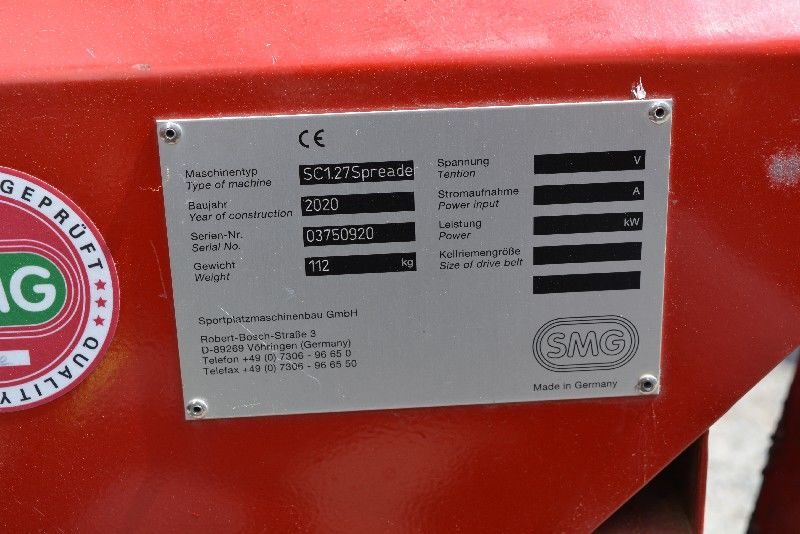 CE
Maschinentyp
Type of machine
SC1.27Spreade
Baujahr
Year of construction
2020
Serien-Nr.
Serial No.
03750920
Gewicht
Weight
112 kg
Spannung
Tention
V
Stromaufnahme
Power input
A
Leistung
Power
kW
Keilriemengröße
Size of drive belt
Sportplatzmaschinenbau GmbH
Robert-Bosch-Straße 3
D-89269 Vöhringen (Germany)
Telefon +49 (0) 7306 - 96 65 0
Telefax +49 (0) 7306 - 96 65 50
SMG
Made in Germany
GEPRÜFT
MG
QUALITY